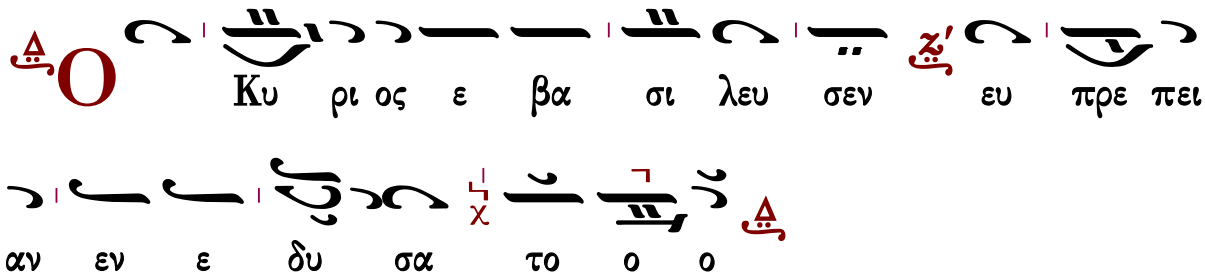 Ο Κυ ρι ος ε βα σι λευ σεν ευ πρε πει
αν εν ε δυ σα το ο ο